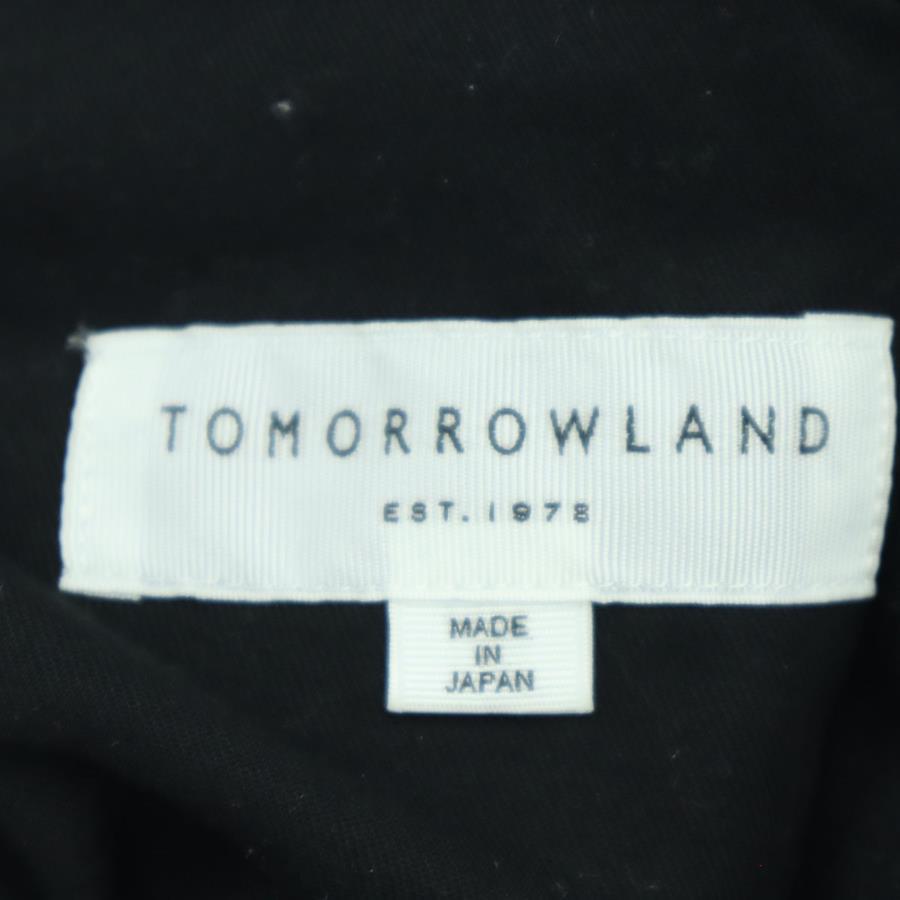 TOMORROWLAND
EST. 1978
MADE
IN
JAPAN